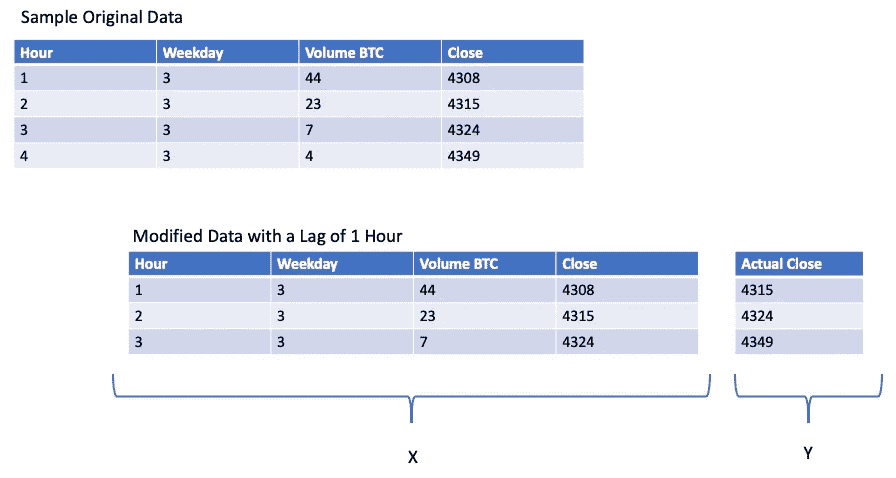 Sample Original Data
Hour Weekday Volume BTC Close
1 3 44 4308
2 3 23 4315
3 3 7 4324
4 3 4 4349
Modified Data with a Lag of 1 Hour
Hour Weekday Volume BTC Close Actual Close
1 3 44 4308 4315
2 3 23 4315 4324
3 3 7 4324 4349
X Y